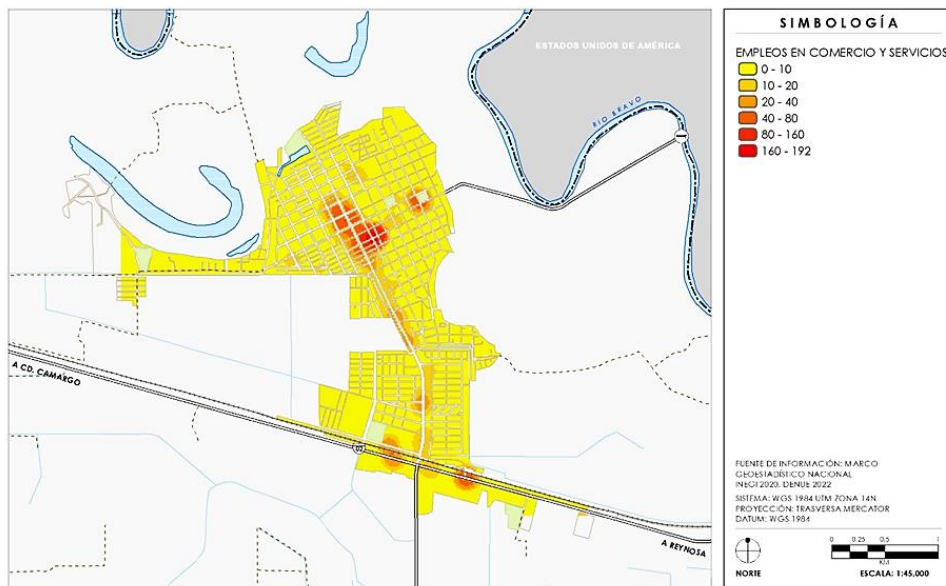 ESTADOS UNIDOS DE AMÉRICA
RIO BRAVO
A CD. CAMARGO
A REYNOSA
SIMBOLOGÍA
EMPLEOS EN COMERCIO Y SERVICIOS
0 - 10
10 - 20
20 - 40
40 - 80
80 - 160
160 - 192
FUENTE DE INFORMACIÓN: MARCO
GEOESTADÍSTICO NACIONAL
INEGI 2020. DENUE 2022
SISTEMA: WGS 1984 UTM ZONA 14N
PROYECCIÓN: TRASVERSA MERCATOR
DATUM: WGS 1984
NORTE
0 0.25 0.5 1
KM
ESCALA: 1:45,000